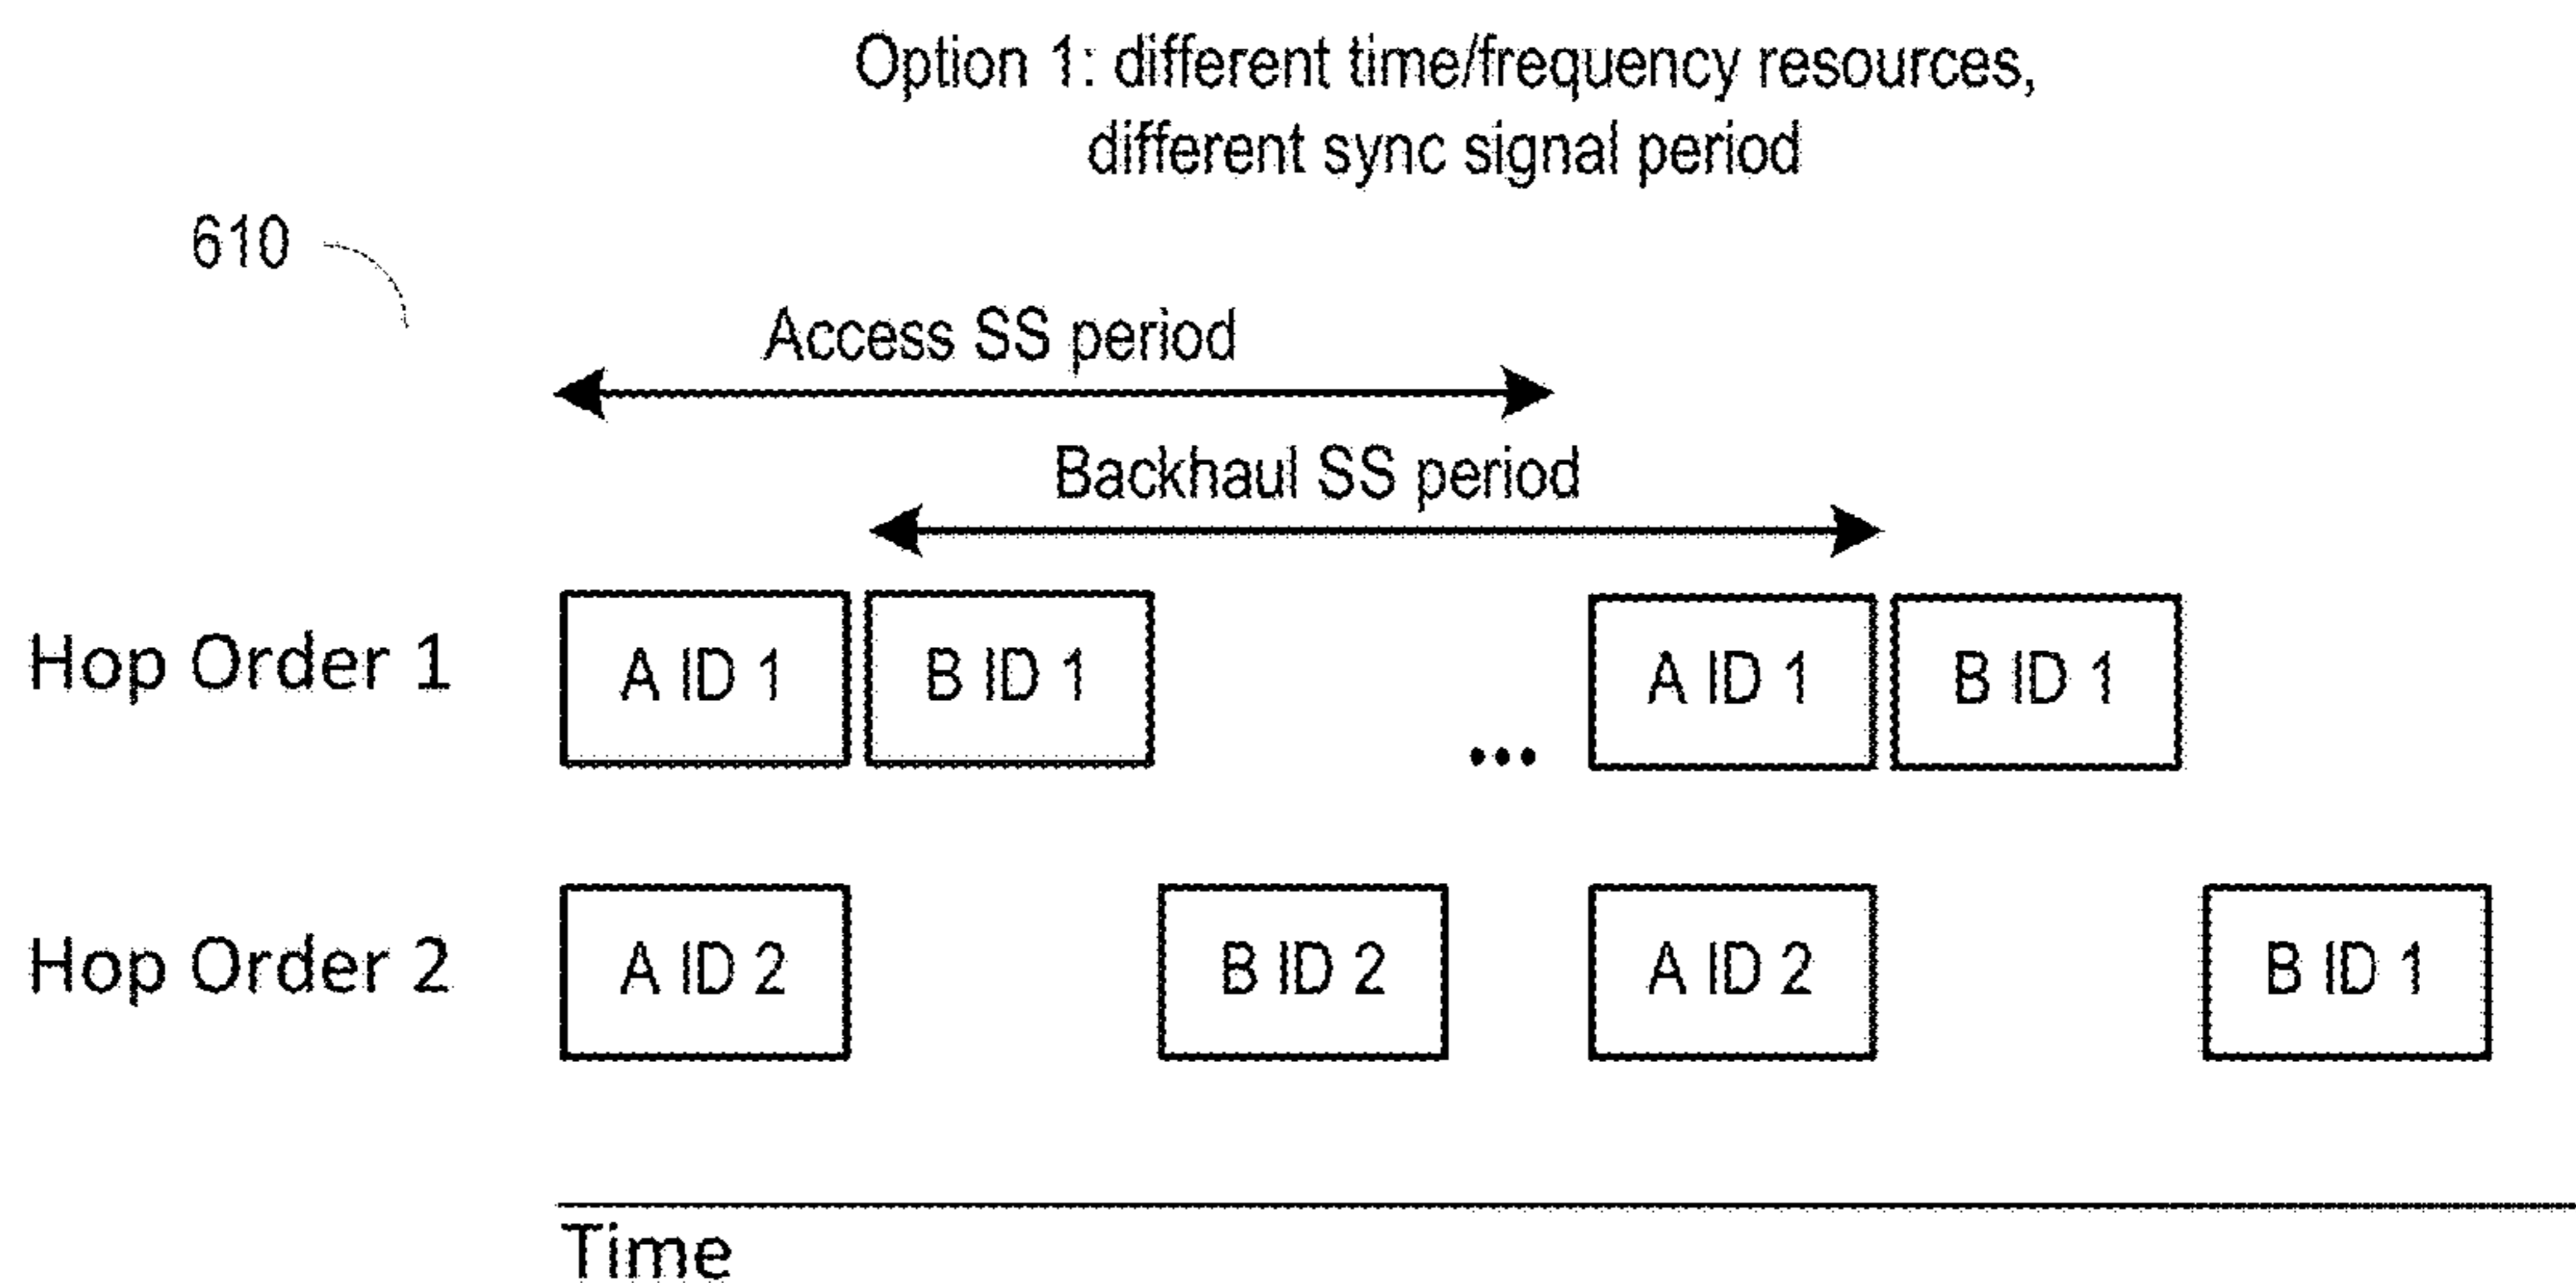 Option 1: different time/frequency resources,
different sync signal period
610
Access SS period
Backhaul SS period
Hop Order 1 A ID 1 B ID 1 ... A ID 1 B ID 1
Hop Order 2 A ID 2 B ID 2 A ID 2 B ID 1
Time